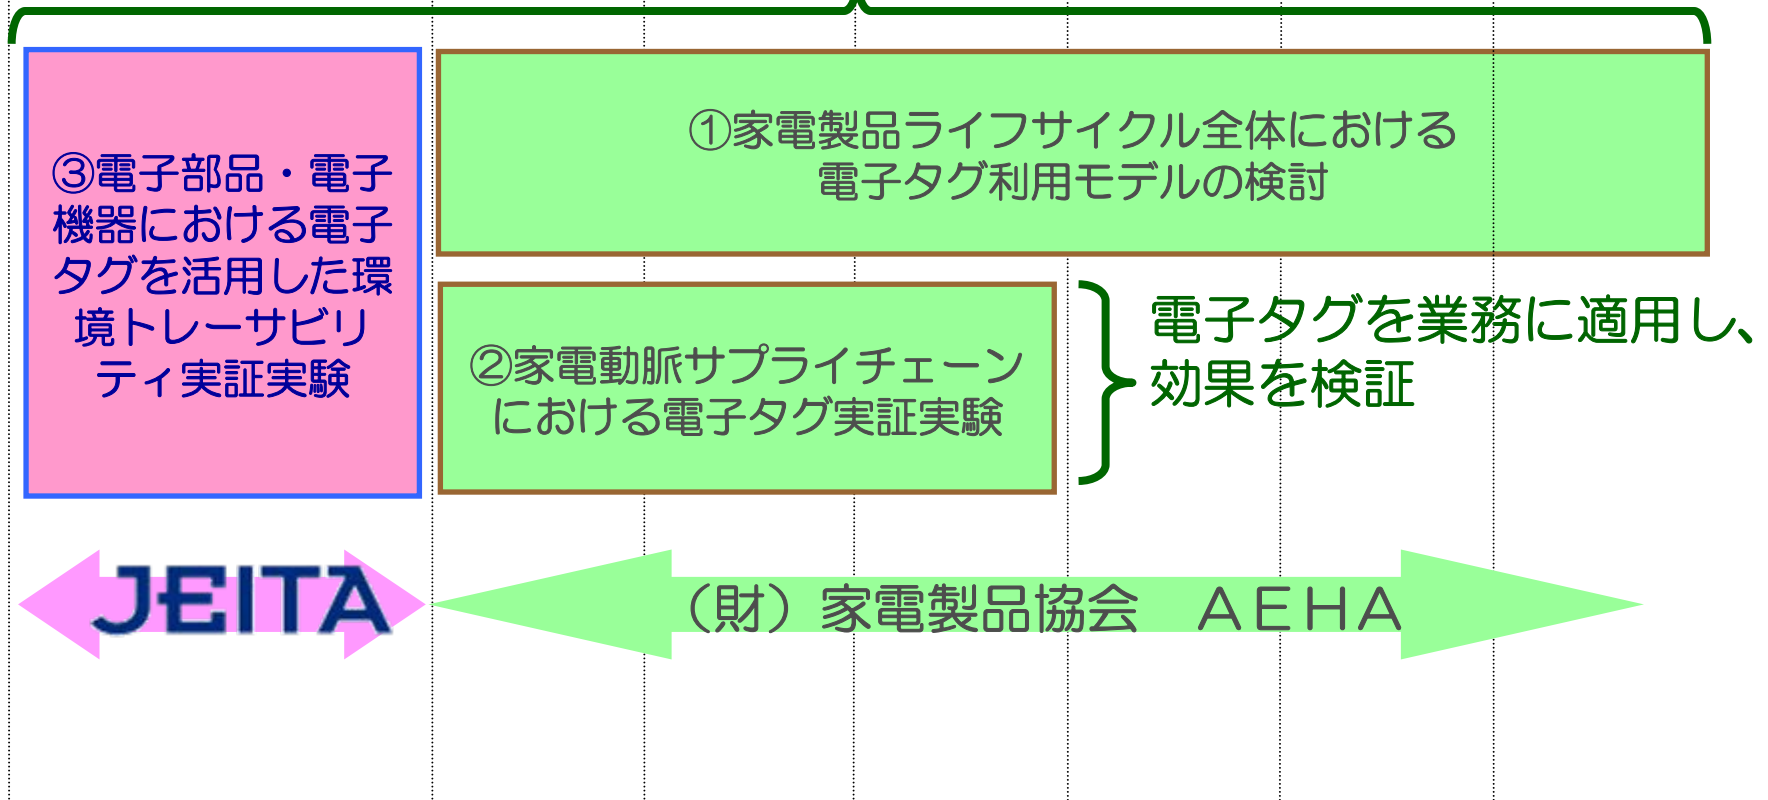 ①家電製品ライフサイクル全体における
電子タグ利用モデルの検討
③電子部品・電子
機器における電子
タグを活用した環
境トレーサビリ
ティ実証実験
②家電動脈サプライチェーン
における電子タグ実証実験
電子タグを業務に適用し、
効果を検証
JEITA
（財）家電製品協会　ＡＥＨＡ